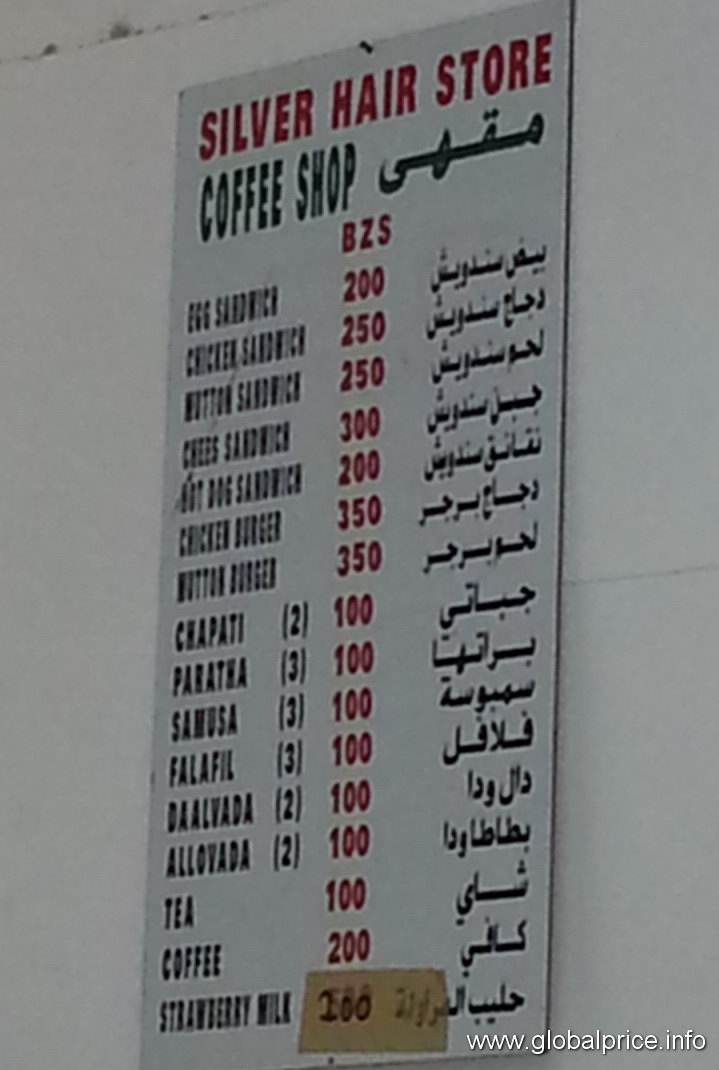 SILVER HAIR STORE
COFFEE SHOP مقهى
BZS
EGG SANDWICH 200 بيض سندويش
CHICKEN SANDWICH 250 دجاج سندويش
MUTTON SANDWICH 250 لحم سندويش
CHEES SANDWICH 300 جبن سندويش
HOT DOG SANDWICH 200 نقانق سندويش
CHICKEN BURGER 350 دجاج برجر
MUTTON BURGER 350 لحم برجر
CHAPATI (2) 100 جباتي
PARATHA (3) 100 براتها
SAMUSA (3) 100 سمبوسة
FALAFIL (3) 100 فلافل
DAALVADA (2) 100 دال ودا
ALLOVADA (2) 100 بطاطا ودا
TEA 100 شاي
COFFEE 200 كافي
STRAWBERRY MILK 200 حليب
www.globalprice.info